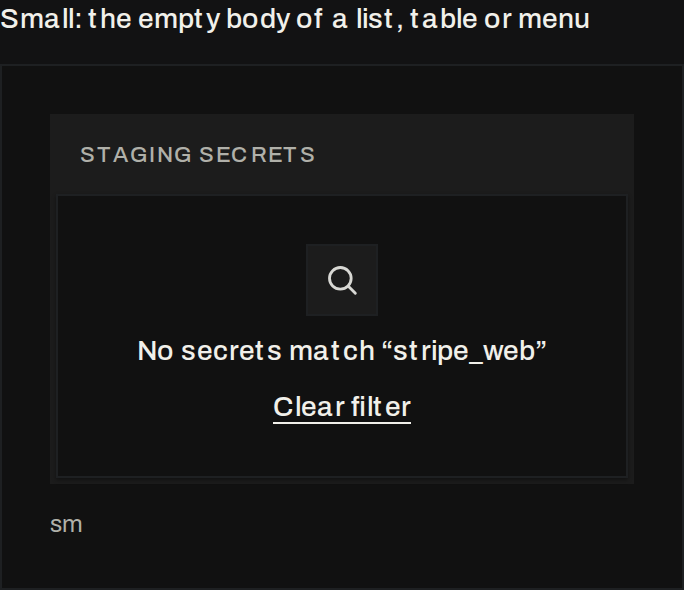 Small: the empty body of a list, table or menu
STAGING SECRETS
No secrets match “stripe_web”
Clear filter
sm